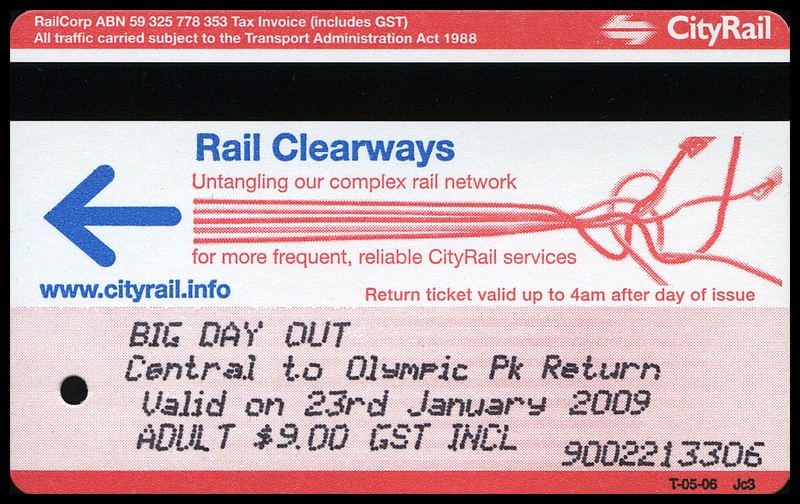 RailCorp ABN 59 325 778 353 Tax Invoice (includes GST)
All traffic carried subject to the Transport Administration Act 1988
CityRail
Rail Clearways
Untangling our complex rail network
for more frequent, reliable CityRail services
www.cityrail.info
Return ticket valid up to 4am after day of issue
BIG DAY OUT
Central to Olympic Pk Return
Valid on 23rd January 2009
ADULT $9.00 GST INCL
9002213306
T-05-06 Jc3